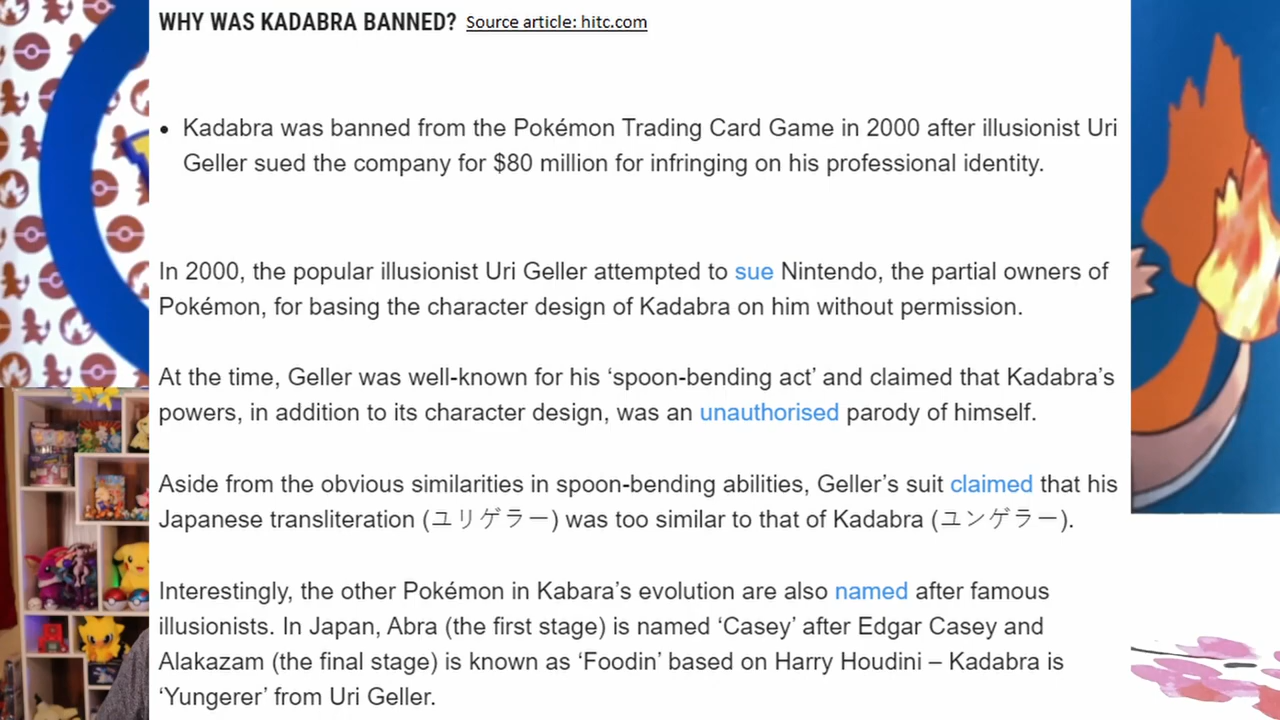 WHY WAS KADABRA BANNED? Source article: hitc.com
• Kadabra was banned from the Pokémon Trading Card Game in 2000 after illusionist Uri
Geller sued the company for $80 million for infringing on his professional identity.
In 2000, the popular illusionist Uri Geller attempted to sue Nintendo, the partial owners of
Pokémon, for basing the character design of Kadabra on him without permission.
At the time, Geller was well-known for his ‘spoon-bending act’ and claimed that Kadabra’s
powers, in addition to its character design, was an unauthorised parody of himself.
Aside from the obvious similarities in spoon-bending abilities, Geller’s suit claimed that his
Japanese transliteration (ユリゲラー) was too similar to that of Kadabra (ユンゲラー).
Interestingly, the other Pokémon in Kabara’s evolution are also named after famous
illusionists. In Japan, Abra (the first stage) is named ‘Casey’ after Edgar Casey and
Alakazam (the final stage) is known as ‘Foodin’ based on Harry Houdini – Kadabra is
‘Yungerer’ from Uri Geller.